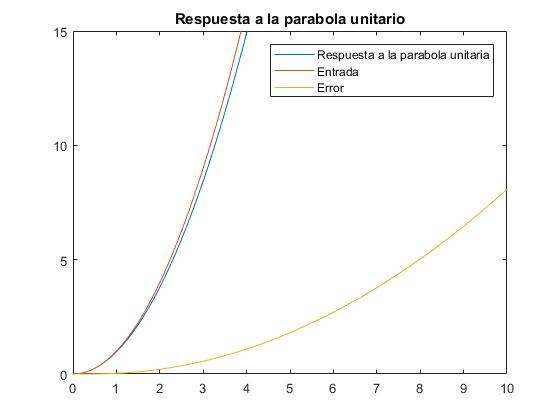 Respuesta a la parabola unitario
15
10
5
0
Respuesta a la parabola unitaria
Entrada
Error
0 1 2 3 4 5 6 7 8 9 10